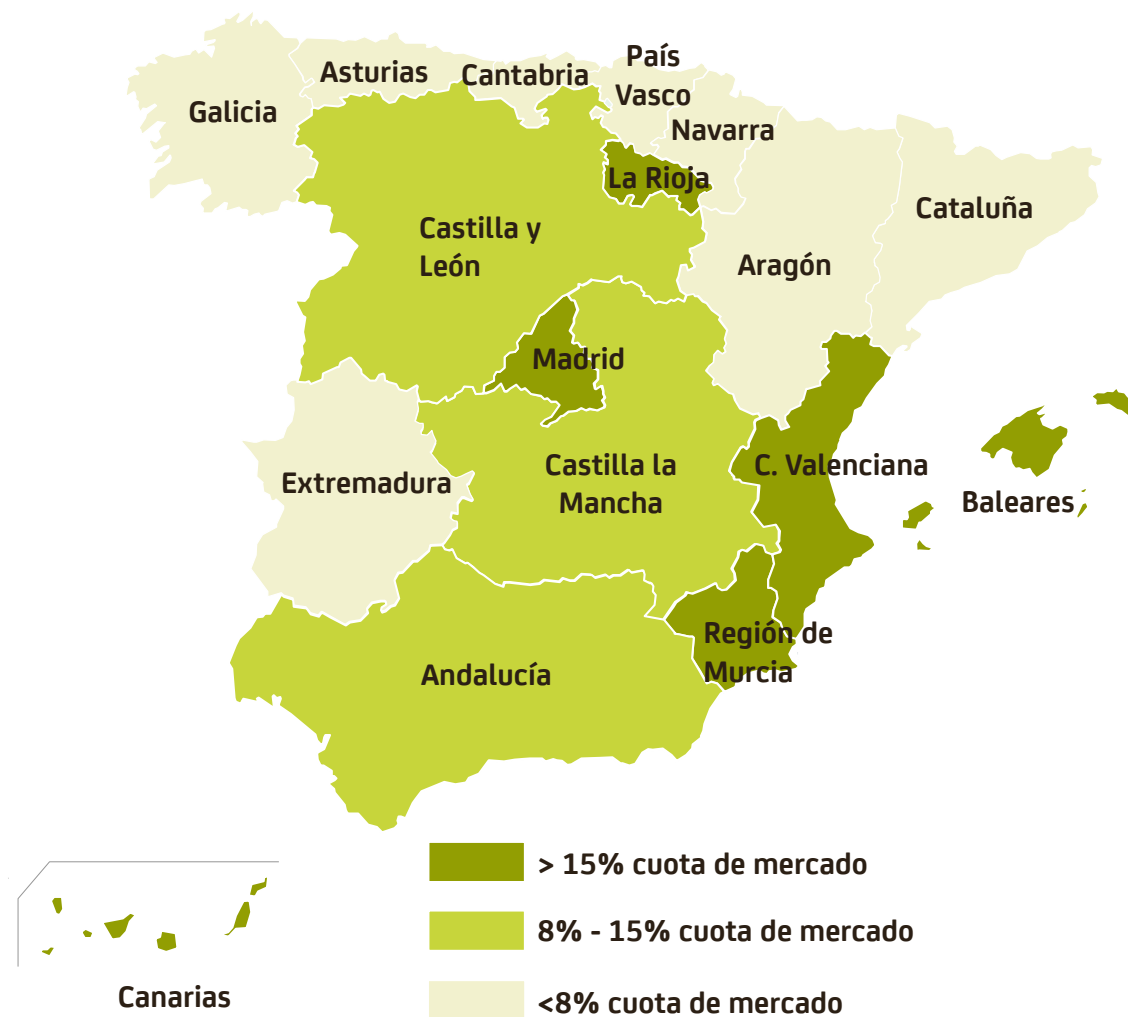 País
Vasco
Asturias
Cantabria
Galicia
Navarra
La Rioja
Cataluña
Castilla y
León
Aragón
Madrid
Castilla la
Mancha
C. Valenciana
Extremadura
Baleares
Región de
Murcia
Andalucía
> 15% cuota de mercado
8% - 15% cuota de mercado
<8% cuota de mercado
Canarias